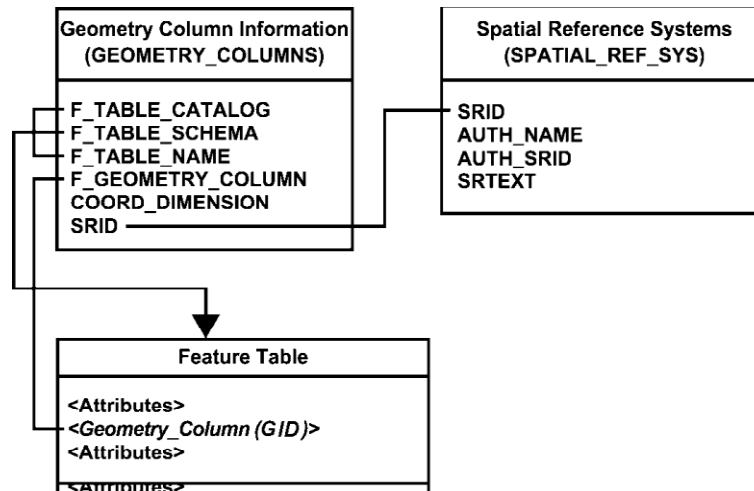 Geometry Column Information
(GEOMETRY_COLUMNS)
F_TABLE_CATALOG
F_TABLE_SCHEMA
F_TABLE_NAME
F_GEOMETRY_COLUMN
COORD_DIMENSION
SRID
Spatial Reference Systems
(SPATIAL_REF_SYS)
SRID
AUTH_NAME
AUTH_SRID
SRTEXT
Feature Table
<Attributes>
<Geometry_Column (GID)>
<Attributes>
<Attributes>